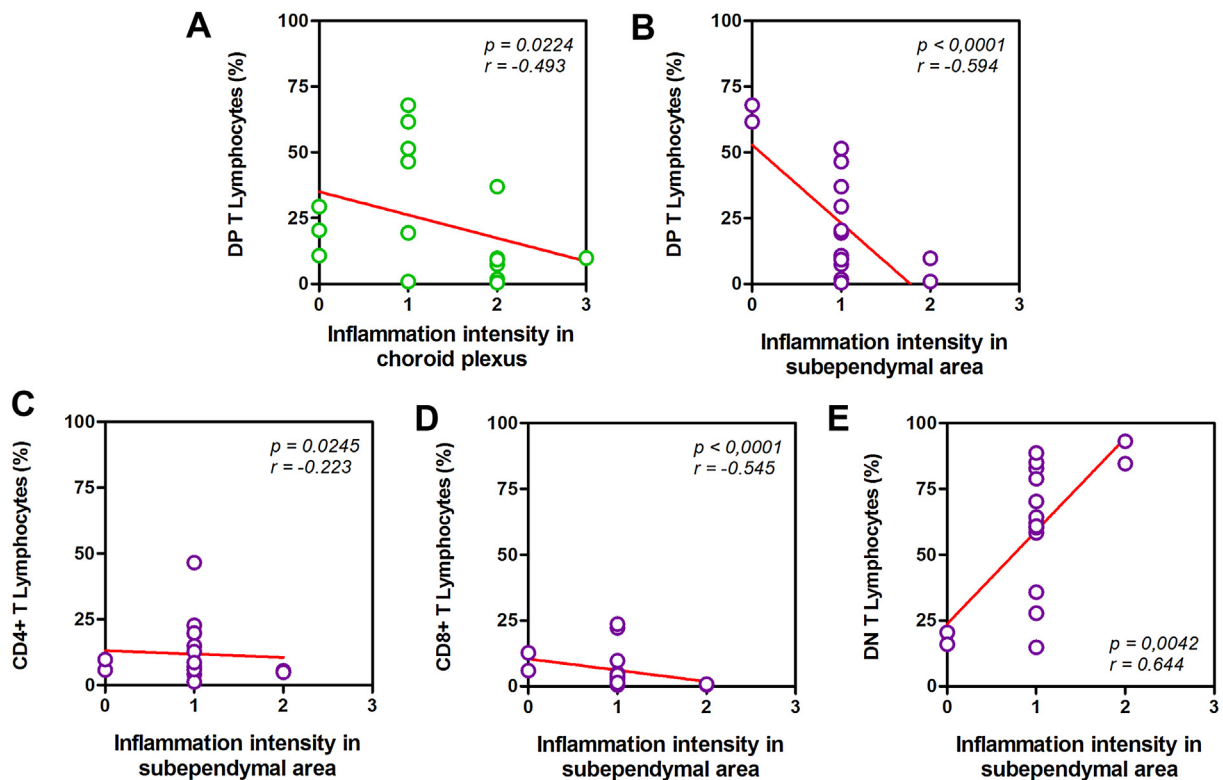 A
100
75
50
25
0
0 1 2 3
DP T Lymphocytes (%)
p = 0.0224
r = -0.493
Inflammation intensity in
choroid plexus
B
100
75
50
25
0
0 1 2 3
DP T Lymphocytes (%)
p < 0,0001
r = -0.594
Inflammation intensity in
subependymal area
C
100
75
50
25
0
0 1 2 3
CD4+ T Lymphocytes (%)
p = 0.0245
r = -0.223
Inflammation intensity in
subependymal area
D
100
75
50
25
0
0 1 2 3
CD8+ T Lymphocytes (%)
p < 0,0001
r = -0.545
Inflammation intensity in
subependymal area
E
100
75
50
25
0
0 1 2 3
DN T Lymphocytes (%)
p = 0,0042
r = 0.644
Inflammation intensity in
subependymal area